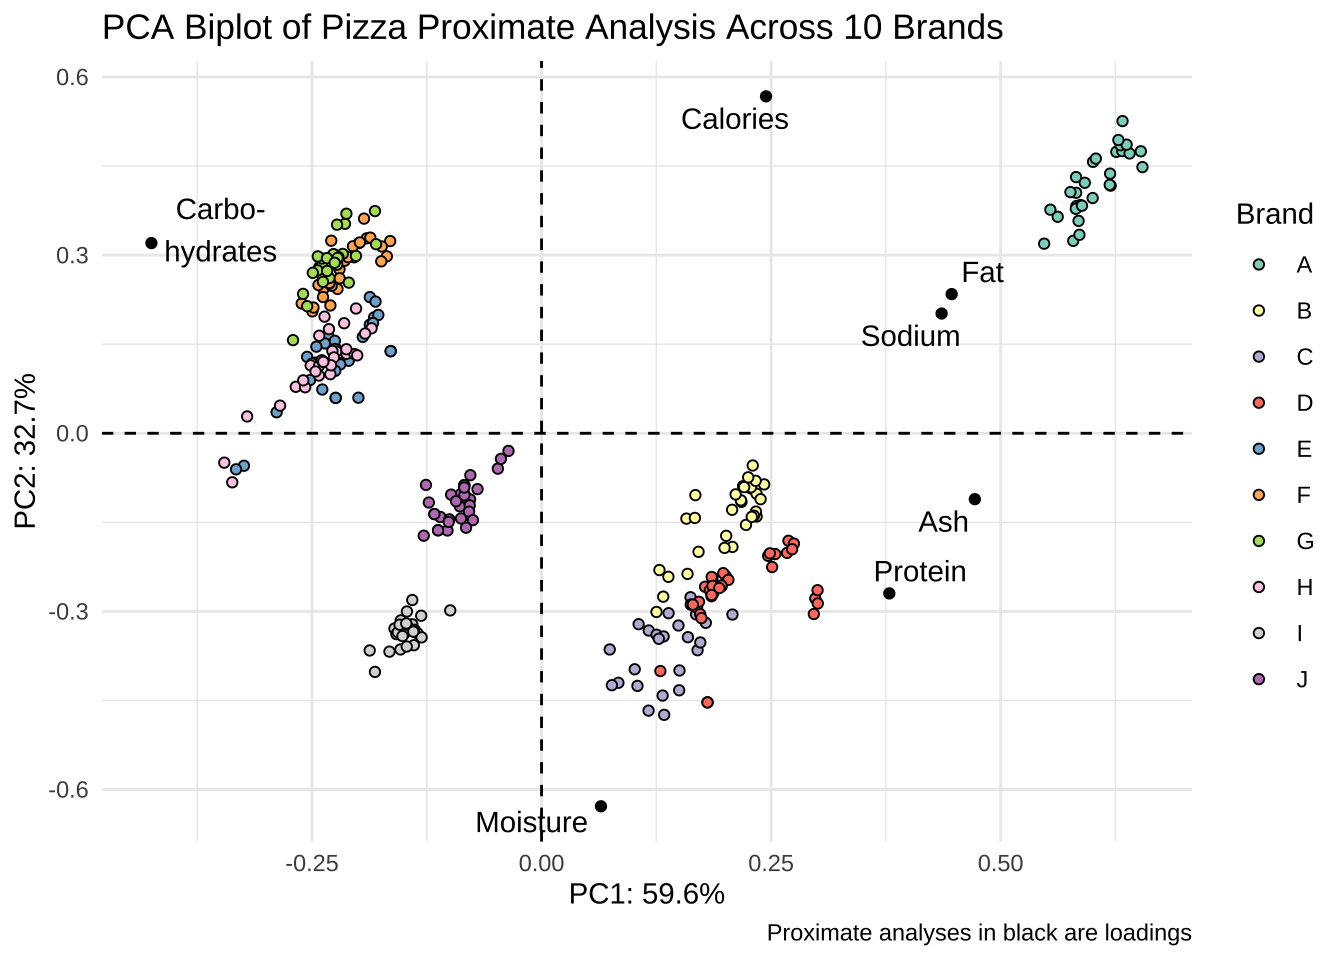 PCA Biplot of Pizza Proximate Analysis Across 10 Brands
0.6
0.3
0.0
-0.3
-0.6
PC2: 32.7%
Calories
Carbo-
hydrates
Fat
Sodium
Ash
Protein
Moisture
-0.25
0.00
0.25
0.50
PC1: 59.6%
Brand
A
B
C
D
E
F
G
H
I
J
Proximate analyses in black are loadings